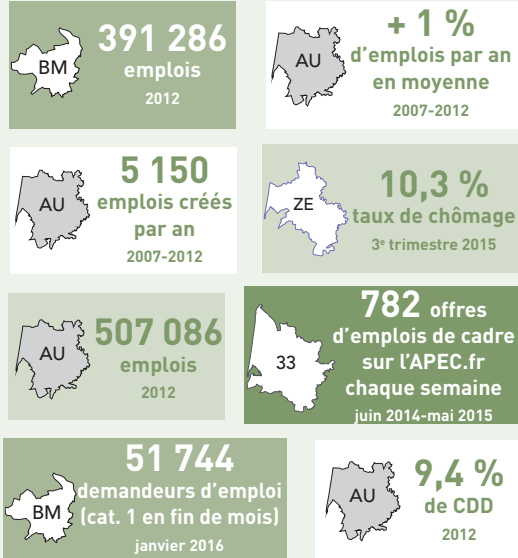 391 286
BM
emplois
2012
+ 1 %
AU
d'emplois par an
en moyenne
2007-2012
5 150
AU
emplois créés
par an
2007-2012
10,3 %
ZE
taux de chômage
3e trimestre 2015
507 086
AU
emplois
2012
782 offres
d'emplois de cadre
33
sur l'APEC.fr
chaque semaine
juin 2014-mai 2015
51 744
demandeurs d'emploi
BM
(cat. 1 en fin de mois)
janvier 2016
9,4 %
AU
de CDD
2012